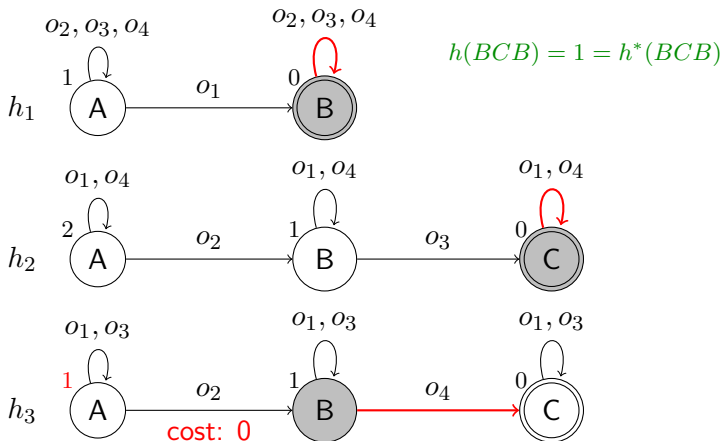 o₂, o₃, o₄ o₂, o₃, o₄
h(BCB) = 1 = h*(BCB)
1 0
h₁ A o₁ B
o₁, o₄ o₁, o₄ o₁, o₄
2 1 0
h₂ A o₂ B o₃ C
o₁, o₃ o₁, o₃ o₁, o₃
1 1 0
h₃ A o₂ B o₄ C
cost: 0